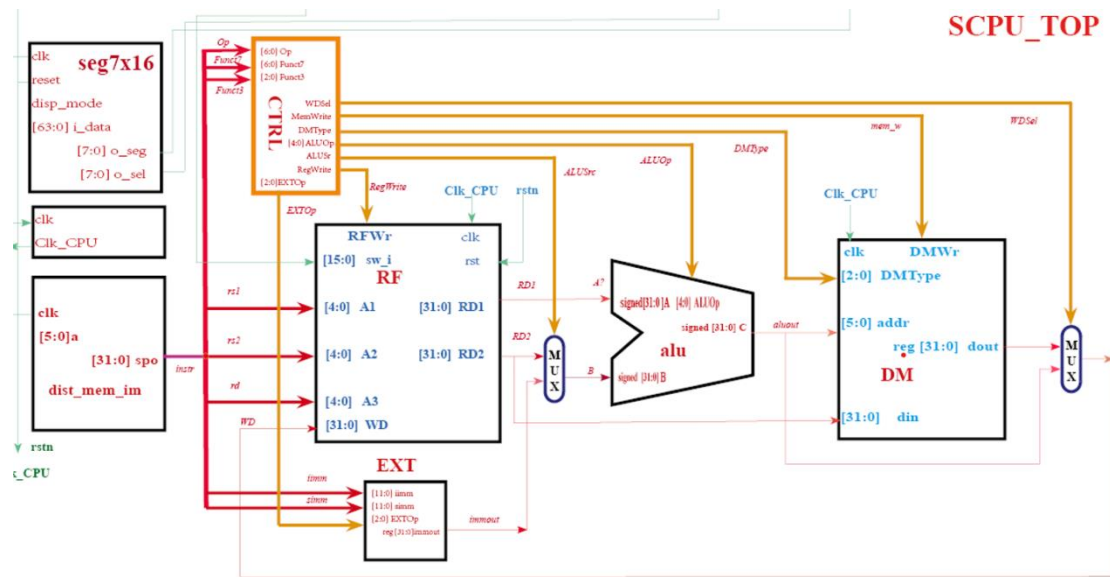 SCPU_TOP
seg7x16
clk
reset
disp_mode
[63:0] i_data
[7:0] o_seg
[7:0] o_sel
clk
Clk_CPU
clk
[5:0]a
[31:0] spo
dist_mem_im
instr
rstn
k_CPU
Op
Funct7
Funct3
[6:0] Op
[6:0] Funct7
[2:0] Funct3
CTRL
WDSel
MemWrite
DMType
[4:0] ALUOp
ALUSr
RegWrite
[2:0]EXTOp
EXTOp
RegWrite
ALUSrc
ALUOp
DMType
mem_w
WDSel
Clk_CPU
rstn
RFWr
clk
[15:0] sw_i
rst
RF
rs1
[4:0] A1
[31:0] RD1
rs2
[4:0] A2
[31:0] RD2
rd
[4:0] A3
WD
[31:0] WD
RD1
RD2
MUX
B
signed[31:0]A [4:0] ALUOp
signed [31:0] C
alu
signed [31:0] B
aluout
Clk_CPU
clk
DMWr
[2:0] DMType
[5:0] addr
reg [31:0] dout
DM
[31:0] din
MUX
EXT
iimm
simm
[11:0] iimm
[11:0] simm
[2:0] EXTOp
reg[31:0]immout
immout
WD